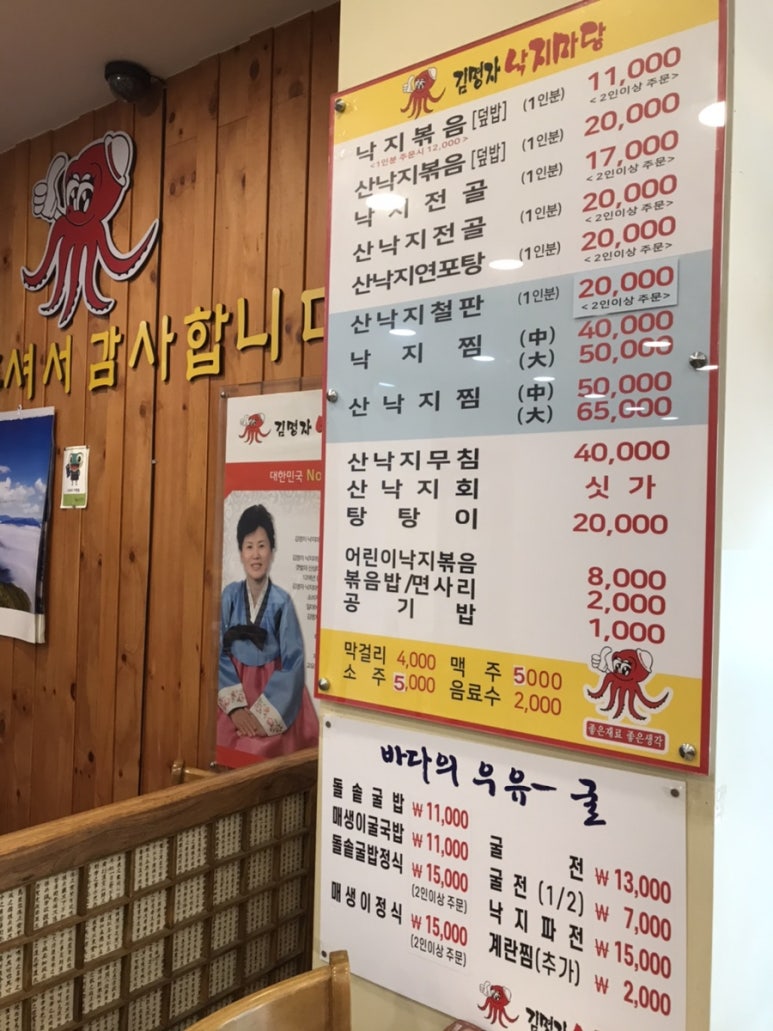 김명자 낙지마당
낙지볶음[덮밥] (1인분) 11,000
<1인분 주문시 12,000> <2인이상 주문>
산낙지볶음[덮밥] (1인분) 20,000
<2인이상 주문>
낙지전골 (1인분) 17,000
<2인이상 주문>
산낙지전골 (1인분) 20,000
<2인이상 주문>
산낙지연포탕 (1인분) 20,000
<2인이상 주문>
산낙지철판 (1인분) 20,000
<2인이상 주문>
낙지찜 (中) 40,000
(大) 50,000
산낙지찜 (中) 50,000
(大) 65,000
산낙지무침 40,000
산낙지회 싯가
탕탕이 20,000
어린이낙지볶음 8,000
볶음밥/면사리 2,000
공기밥 1,000
막걸리 4,000 맥주 5000
소주 5,000 음료수 2,000
좋은재료 좋은생각
셔서 감사합니다
김명자
대한민국 No
바다의 우유- 굴
돌솥굴밥 ₩11,000
매생이굴국밥 ₩11,000
돌솥굴밥정식 ₩15,000
(2인이상 주문)
매생이정식 ₩15,000
(2인이상 주문)
굴전 ₩13,000
굴전(1/2) ₩7,000
낙지파전 ₩15,000
계란찜(추가) ₩2,000
김명자